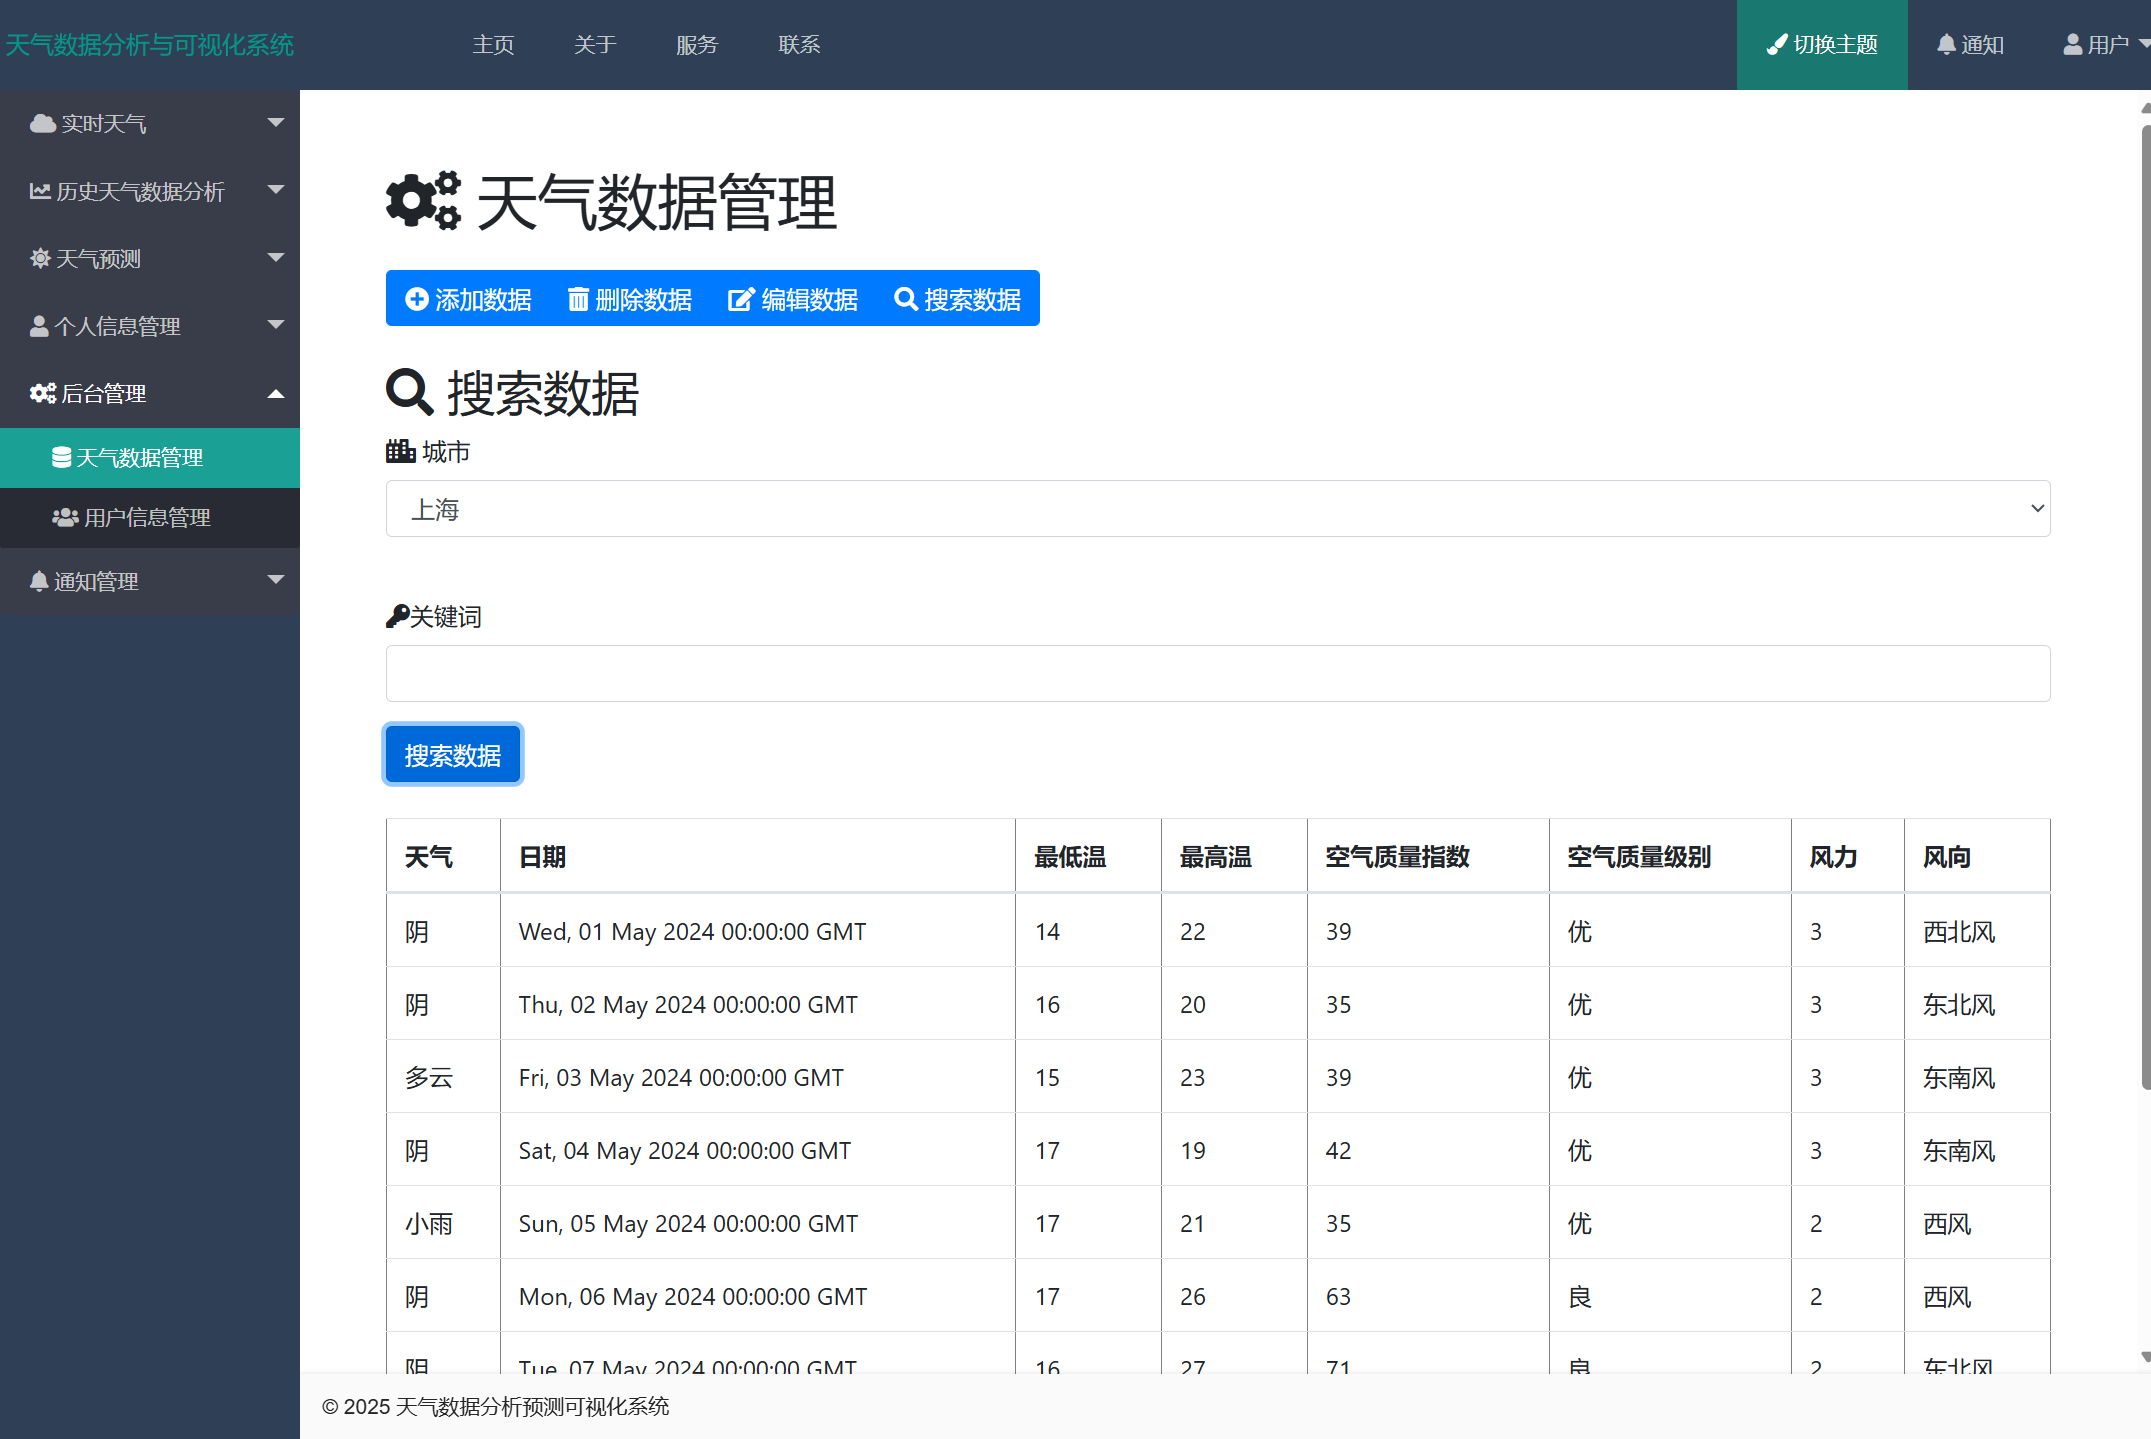 天气数据分析与可视化系统 主页 关于 服务 联系 切换主题 通知 用户
实时天气
历史天气数据分析
天气预测
个人信息管理
后台管理
天气数据管理
用户信息管理
通知管理
天气数据管理
添加数据 删除数据 编辑数据 搜索数据
搜索数据
城市
上海
关键词
搜索数据
天气 日期 最低温 最高温 空气质量指数 空气质量级别 风力 风向
阴 Wed, 01 May 2024 00:00:00 GMT 14 22 39 优 3 西北风
阴 Thu, 02 May 2024 00:00:00 GMT 16 20 35 优 3 东北风
多云 Fri, 03 May 2024 00:00:00 GMT 15 23 39 优 3 东南风
阴 Sat, 04 May 2024 00:00:00 GMT 17 19 42 优 3 东南风
小雨 Sun, 05 May 2024 00:00:00 GMT 17 21 35 优 2 西风
阴 Mon, 06 May 2024 00:00:00 GMT 17 26 63 良 2 西风
阴 Tue, 07 May 2024 00:00:00 GMT 16 27 71 良 2 东北风
© 2025 天气数据分析预测可视化系统